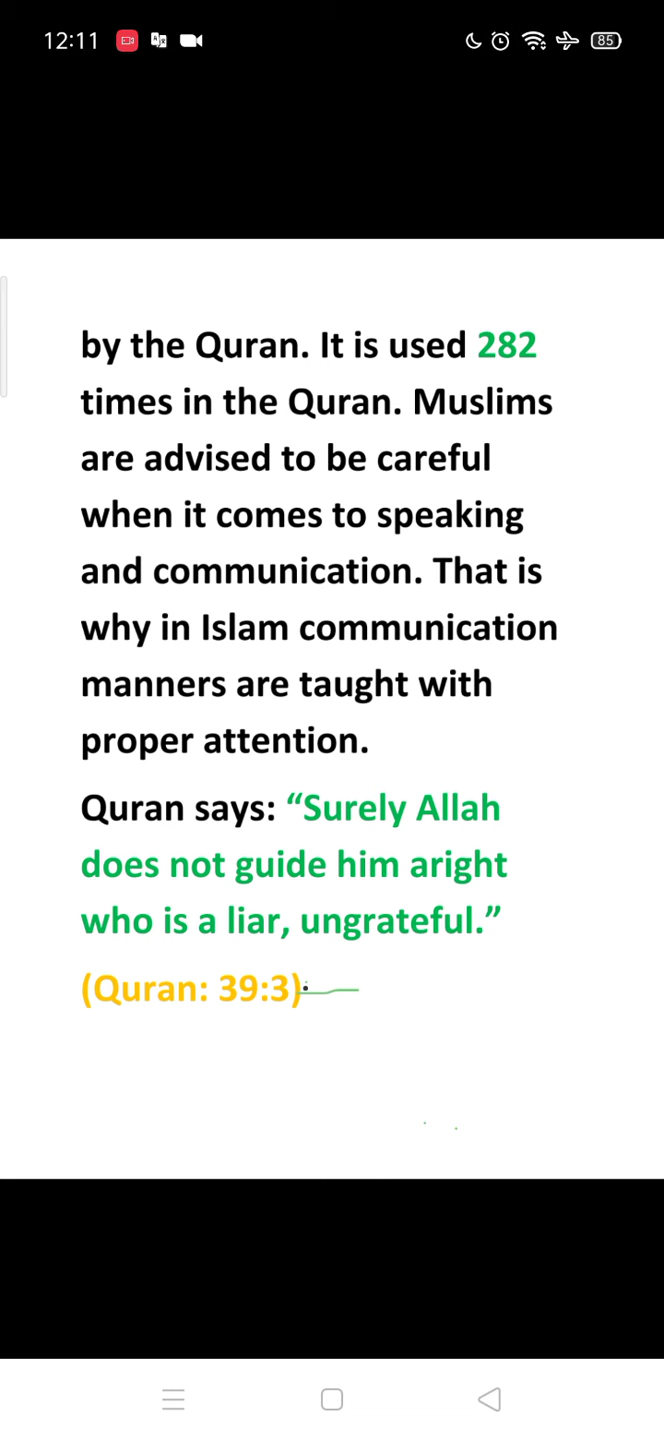 12:11
85
by the Quran. It is used 282
times in the Quran. Muslims
are advised to be careful
when it comes to speaking
and communication. That is
why in Islam communication
manners are taught with
proper attention.
Quran says: “Surely Allah
does not guide him aright
who is a liar, ungrateful.”
(Quran: 39:3)